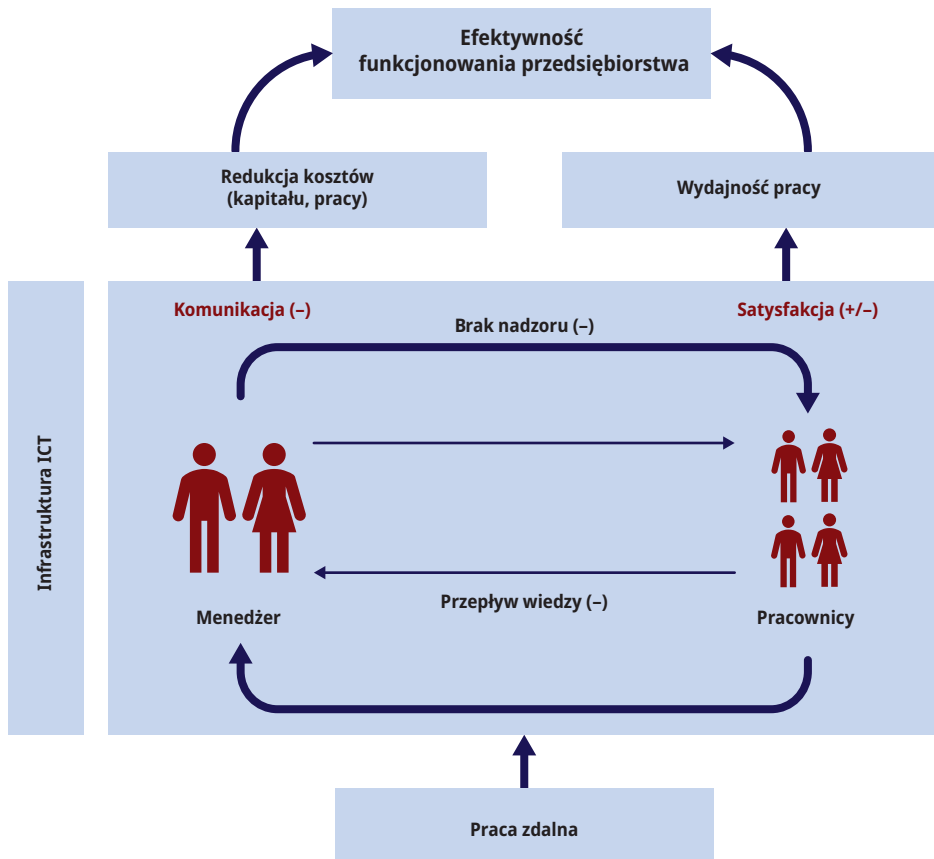 Efektywność
funkcjonowania przedsiębiorstwa
Redukcja kosztów
(kapitału, pracy)
Wydajność pracy
Infrastruktura ICT
Komunikacja (–)
Satysfakcja (+/–)
Brak nadzoru (–)
Przepływ wiedzy (–)
Menedżer
Pracownicy
Praca zdalna